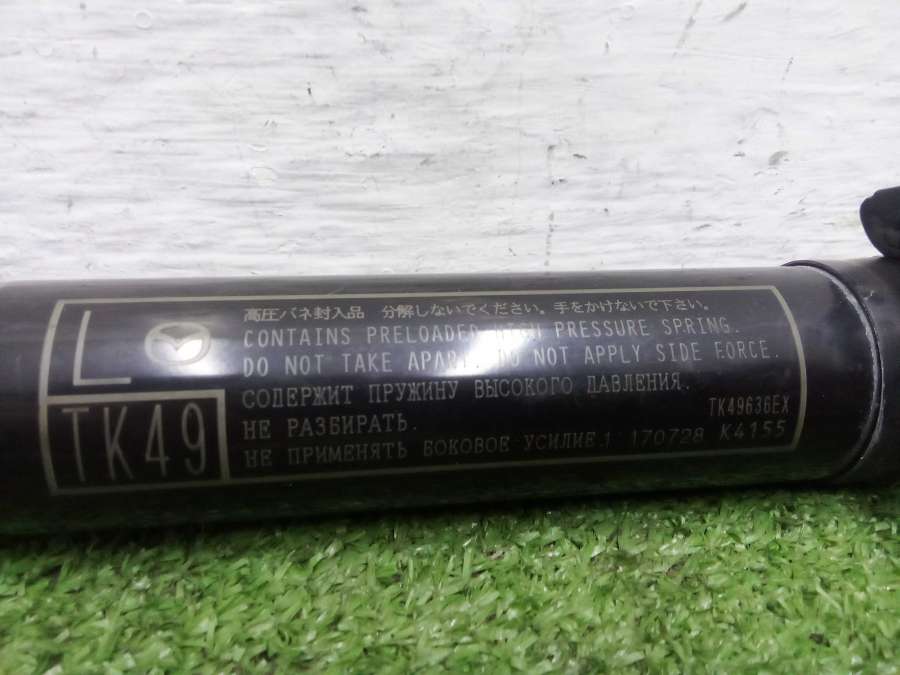 L
TK49
高圧バネ封入品 分解しないでください。手をかけないで下さい。
CONTAINS PRELOADED HIGH PRESSURE SPRING.
DO NOT TAKE APART. DO NOT APPLY SIDE FORCE.
СОДЕРЖИТ ПРУЖИНУ ВЫСОКОГО ДАВЛЕНИЯ.
НЕ РАЗБИРАТЬ.
TK49636EX
НЕ ПРИМЕНЯТЬ БОКОВОЕ УСИЛИЕ.1 170728 K4155